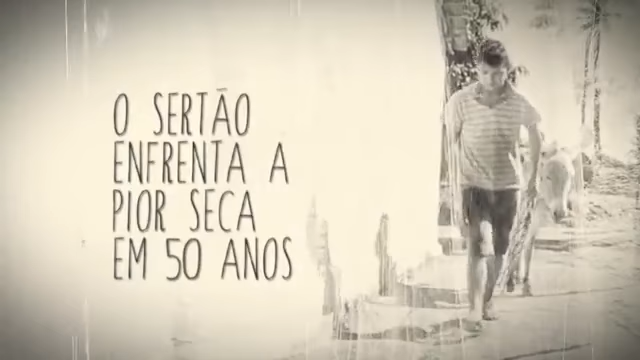 O SERTÃO
ENFRENTA A
PIOR SECA
EM 50 ANOS